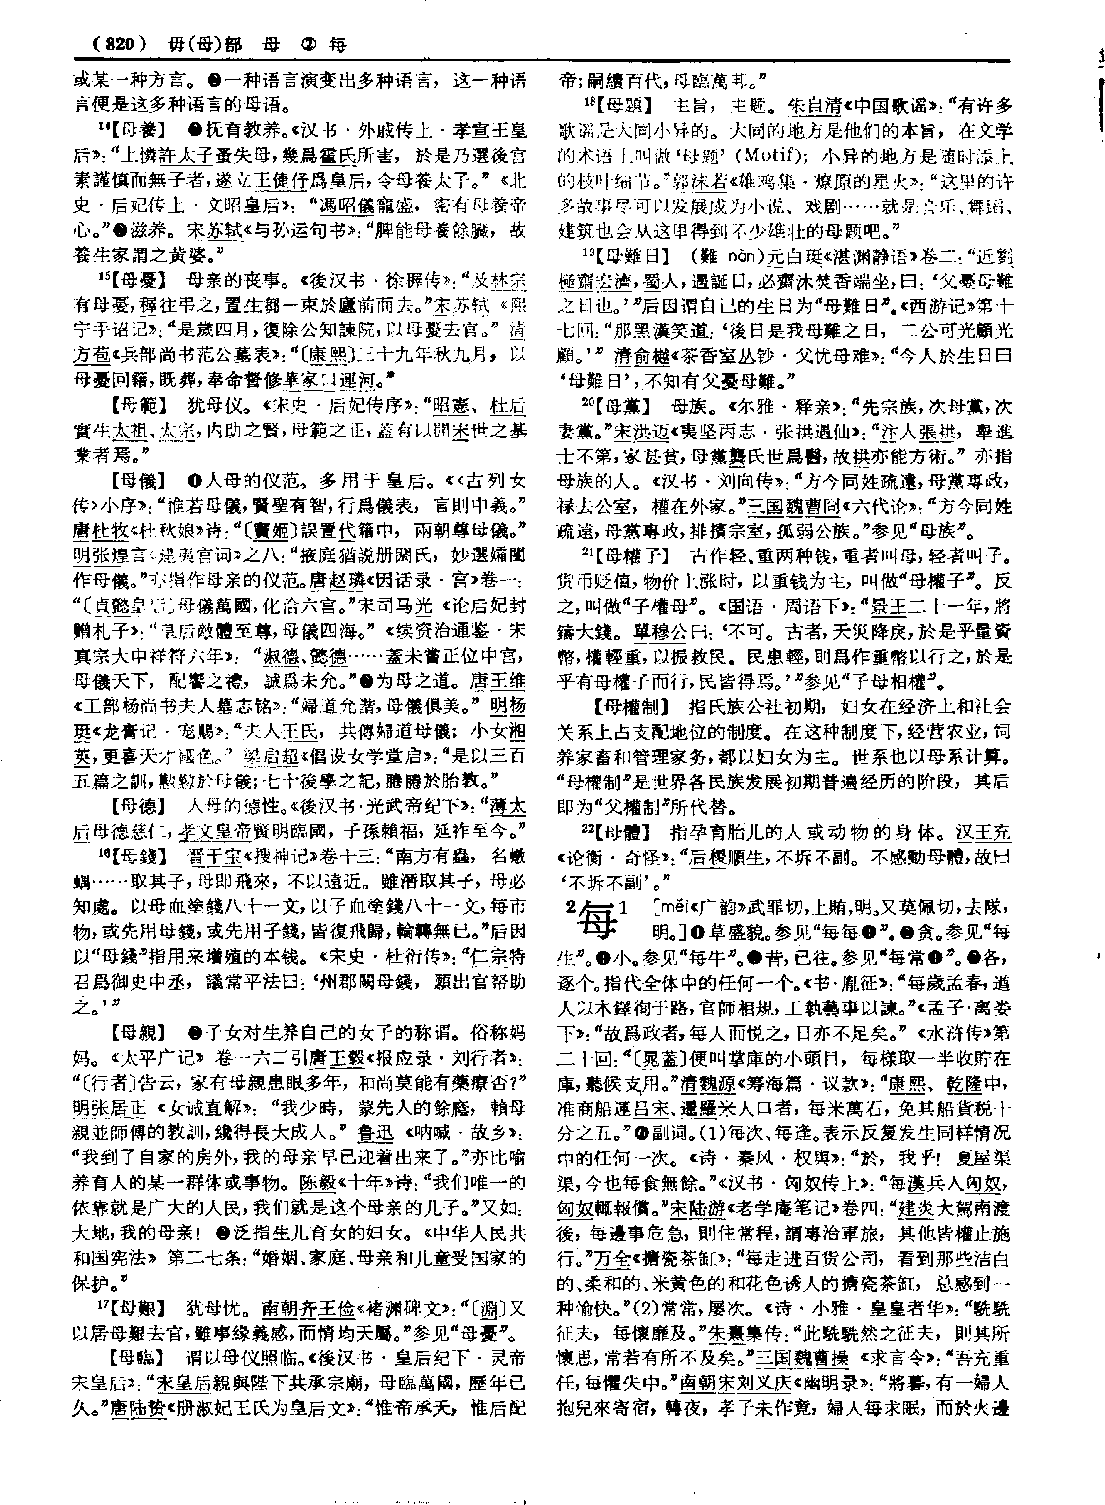 （820） 毋(母)部 母 ② 每
或某一种方言。❷一种语言演变出多种语言，这一种语
言便是这多种语言的母语。
14【母養】 ❶抚育教养。《汉书·外戚传上·孝宣王皇
后》：“上憐許太子蚤失母，幾爲霍氏所害，於是乃選後宫
素謹慎而無子者，遂立王倢伃爲皇后，令母養太子。”《北
史·后妃传上·文昭皇后》：“馮昭儀寵盛，密有母養帝
心。”❷滋养。宋苏轼《与孙运句书》：“脾能母養餘臟，故
養生家謂之黄婆。”
15【母憂】 母亲的丧事。《後汉书·徐穉传》：“及林宗
有母憂，穉往弔之，置生芻一束於廬前而去。”宋苏轼《熙
宁手诏记》：“是歲四月，復除公知諫院，以母憂去官。”清
方苞《兵部尚书范公墓表》：“〔康熙〕三十九年秋九月，以
母憂回籍，既葬，奉命督修華家口運河。”
【母範】 犹母仪。《宋史·后妃传序》：“昭憲、杜后
實生太祖、太宗，内助之賢，母範之正，蓋有以開宋世之基
業者焉。”
【母儀】 ❶人母的仪范。多用于皇后。《〈古列女
传〉小序》：“惟若母儀，賢聖有智，行爲儀表，言則中義。”
唐杜牧《杜秋娘》诗：“〔竇姬〕誤置代籍中，兩朝尊母儀。”
明张煌言《建夷宫词》之八：“掖庭猶説册閼氏，妙選孀閨
作母儀。”亦指作母亲的仪范。唐赵璘《因话录·宫》卷一：
“〔貞懿皇后〕母儀萬國，化洽六宫。”宋司马光《论后妃封
赠札子》：“皇后敵體至尊，母儀四海。”《续资治通鉴·宋
真宗大中祥符六年》：“淑德、懿德……蓋未嘗正位中宫，
母儀天下，配饗之禮，誠爲未允。”❷为母之道。唐王维
《工部杨尚书夫人墓志铭》：“婦道允諧，母儀俱美。”明杨
珽《龙膏记·宠赐》：“夫人王氏，共傳婦道母儀；小女湘
英，更喜天才國色。”梁启超《倡设女学堂启》：“是以三百
五篇之訓，勤勤於母儀；七十後學之記，勝勝於胎教。”
【母德】 人母的德性。《後汉书·光武帝纪下》：“薄太
后母德慈仁，孝文皇帝賢明臨國，子孫賴福，延祚至今。”
16【母錢】 晋干宝《搜神记》卷十三：“南方有蟲，名𧑒
蠋……取其子，母即飛來，不以遠近。雖潛取其子，母必
知處。以母血塗錢八十一文，以子血塗錢八十一文，每市
物，或先用母錢，或先用子錢，皆復飛歸，輪轉無已。”后因
以“母錢”指用来增殖的本钱。《宋史·杜衍传》：“仁宗特
召爲御史中丞，議常平法曰：‘州郡闕母錢，願出官帑助
之。’”
【母親】 ❶子女对生养自己的女子的称谓。俗称妈
妈。《太平广记》卷一六二引唐王毂《报应录·刘行者》：
“〔行者〕告云，家有母親患眼多年，和尚莫能有藥療否？”
明张居正《女诫直解》：“我少時，蒙先人的餘廕，賴母
親並師傅的教訓，纔得長大成人。”鲁迅《呐喊·故乡》：
“我到了自家的房外，我的母亲早已迎着出来了。”亦比喻
养育人的某一群体或事物。陈毅《十年》诗：“我们唯一的
依靠就是广大的人民，我们就是这个母亲的儿子。”又如：
大地，我的母亲！❷泛指生儿育女的妇女。《中华人民共
和国宪法》第二七条：“婚姻、家庭、母亲和儿童受国家的
保护。”
17【母艱】 犹母忧。南朝齐王俭《褚渊碑文》：“〔淵〕又
以居母艱去官，雖事缘義感，而情均天屬。”参见“母憂”。
【母臨】 谓以母仪照临。《後汉书·皇后纪下·灵帝
宋皇后》：“宋皇后親與陛下共承宗廟，母臨萬國，歷年已
久。”唐陆贽《册淑妃王氏为皇后文》：“惟帝承天，惟后配
帝；嗣續百代，母臨萬邦。”
18【母題】 主旨，主题。朱自清《中国歌谣》：“有许多
歌谣是大同小异的。大同的地方是他们的本旨，在文学
的术语上叫做‘母题’（Motif）；小异的地方是随时添上
的枝叶细节。”郭沫若《雄鸡集·燎原的星火》：“这里的许
多故事尽可以发展成为小说、戏剧……就是音乐、舞蹈、
建筑也会从这里得到不少雄壮的母题吧。”
19【母難日】 （難 nàn）元白珽《湛渊静语》卷二：“近劉
極齋宏濟，蜀人，遇誕日，必齋沐焚香端坐，曰：‘父憂母難
之日也。’”后因谓自己的生日为“母難日”。《西游记》第十
七回：“那黑漢笑道：‘後日是我母難之日，二公可光顧光
顧。’”清俞樾《茶香室丛钞·父忧母难》：“今人於生日曰
‘母難日’，不知有父憂母難。”
20【母黨】 母族。《尔雅·释亲》：“先宗族，次母黨，次
妻黨。”宋洪迈《夷坚丙志·张拱遇仙》：“汴人張拱，舉進
士不第，家甚貧，母黨龔氏世爲醫，故拱亦能方術。”亦指
母族的人。《汉书·刘向传》：“方今同姓疏遠，母黨專政，
禄去公室，權在外家。”三国魏曹冏《六代论》：“方今同姓
疏遠，母黨專政，排擯宗室，孤弱公族。”参见“母族”。
21【母權子】 古作轻、重两种钱，重者叫母，轻者叫子。
货币贬值，物价上涨时，以重钱为主，叫做“母權子”。反
之，叫做“子權母”。《国语·周语下》：“景王二十一年，將
鑄大錢。單穆公曰：‘不可。古者，天災降戾，於是乎量資
幣，權輕重，以振救民。民患輕，則爲作重幣以行之，於是
乎有母權子而行，民皆得焉。’”参见“子母相權”。
【母權制】 指氏族公社初期，妇女在经济上和社会
关系上占支配地位的制度。在这种制度下，经营农业，饲
养家畜和管理家务，都以妇女为主。世系也以母系计算。
“母權制”是世界各民族发展初期普遍经历的阶段，其后
即为“父權制”所代替。
22【母體】 指孕育胎儿的人或动物的身体。汉王充
《论衡·奇怪》：“后稷順生，不坼不副。不感動母體，故曰
‘不坼不副’。”
2 每1 〔měi《广韵》武罪切，上賄，明。又莫佩切，去隊，
明。〕❶草盛貌。参见“每每❶”。❷贪。参见“每
生”。❸小。参见“每牛”。❹昔，已往。参见“每常❶”。❺各，
逐个。指代全体中的任何一个。《书·胤征》：“每歲孟春，遒
人以木鐸徇于路，官師相規，工執藝事以諫。”《孟子·离娄
下》：“故爲政者，每人而悦之，日亦不足矣。”《水浒传》第
二十回：“〔晁蓋〕便叫掌庫的小頭目，每樣取一半收貯在
庫，聽候支用。”清魏源《筹海篇·议款》：“康熙、乾隆中，
准商船運吕宋、暹羅米入口者，每米萬石，免其船貨税十
分之五。”❻副词。(1)每次、每逢。表示反复发生同样情况
中的任何一次。《诗·秦风·权舆》：“於，我乎！夏屋渠
渠，今也每食無餘。”《汉书·匈奴传上》：“每漢兵入匈奴，
匈奴輒報償。”宋陆游《老学庵笔记》卷四：“建炎大駕南渡
後，每邊事危急，則住常程，謂專治軍旅，其他皆權止施
行。”万全《搪瓷茶缸》：“每走进百货公司，看到那些洁白
的、柔和的、米黄色的和花色诱人的搪瓷茶缸，总感到一
种愉快。”(2)常常，屡次。《诗·小雅·皇皇者华》：“駪駪
征夫，每懷靡及。”朱熹集传：“此駪駪然之征夫，則其所
懷思，常若有所不及矣。”三国魏曹操《求言令》：“吾充重
任，每懼失中。”南朝宋刘义庆《幽明录》：“將暮，有一婦人
抱兒來寄宿，轉夜，孝子未作竟，婦人每求眠，而於火邊